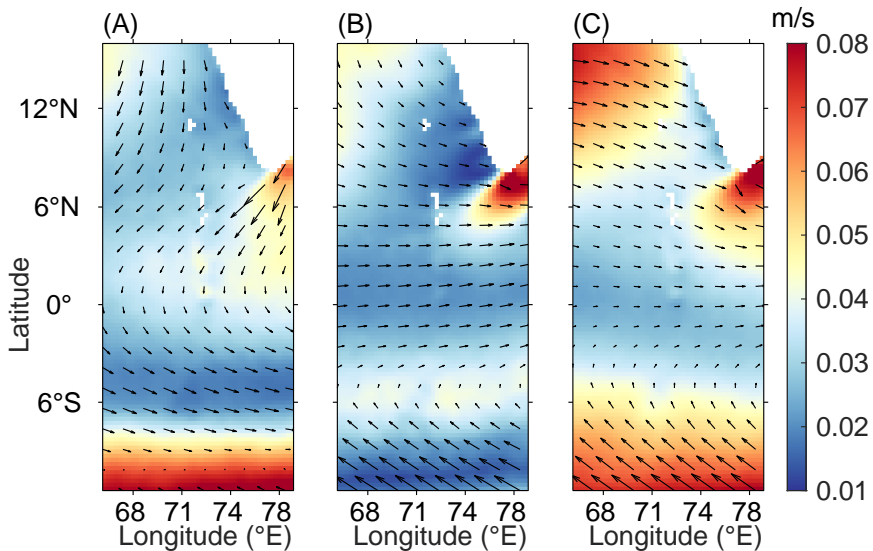 (A) (B) (C) m/s
12°N
6°N
0°
6°S
Latitude
68 71 74 78 68 71 74 78 68 71 74 78
Longitude (°E) Longitude (°E) Longitude (°E)
0.08
0.07
0.06
0.05
0.04
0.03
0.02
0.01